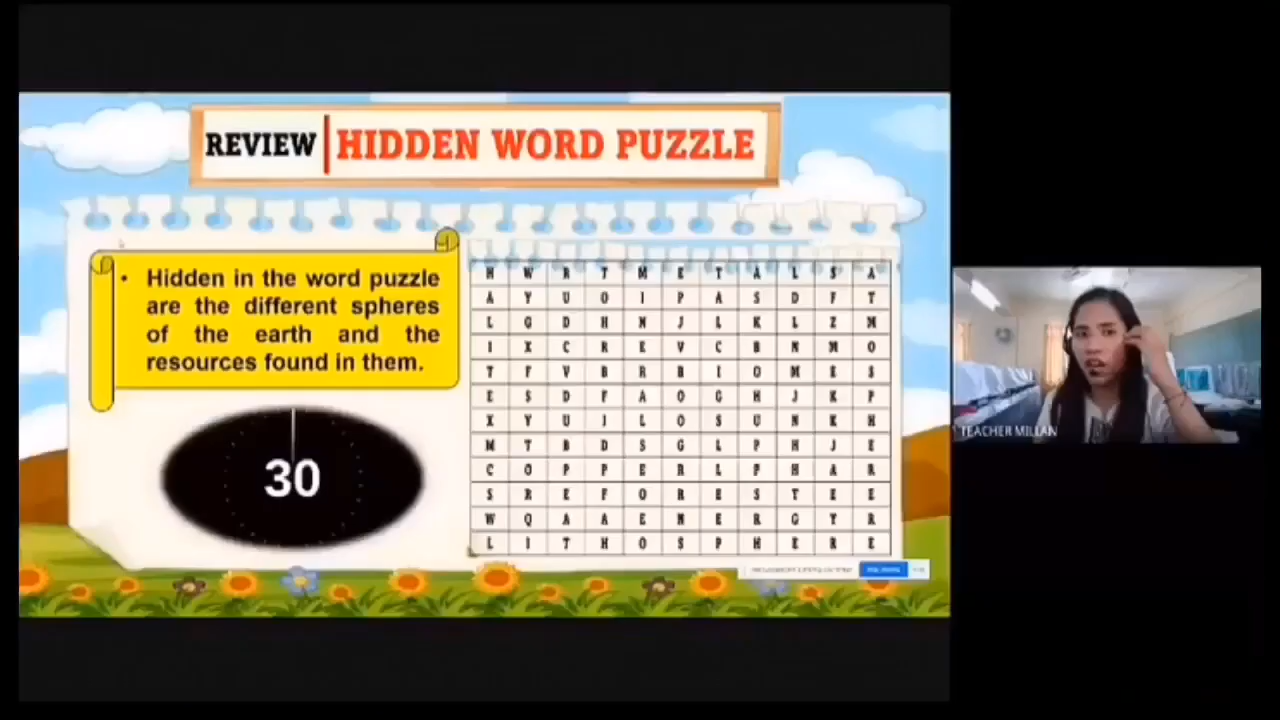 REVIEW HIDDEN WORD PUZZLE
• Hidden in the word puzzle
are the different spheres
of the earth and the
resources found in them.
30
H W R T M E T A L S A
A Y U O I P A S D F T
L G D H N J L K L Z M
I X C R E V C B N M O
T F V B R B I O M E S
E S D F A O G H J K P
X Y U J L O S U N K H
M T B D S G L P H J E
C O P P E R L P H A R
S R E F O R E S T E E
W Q A A E N E R G Y R
L I T H O S P H E R E
TEACHER MILLAN